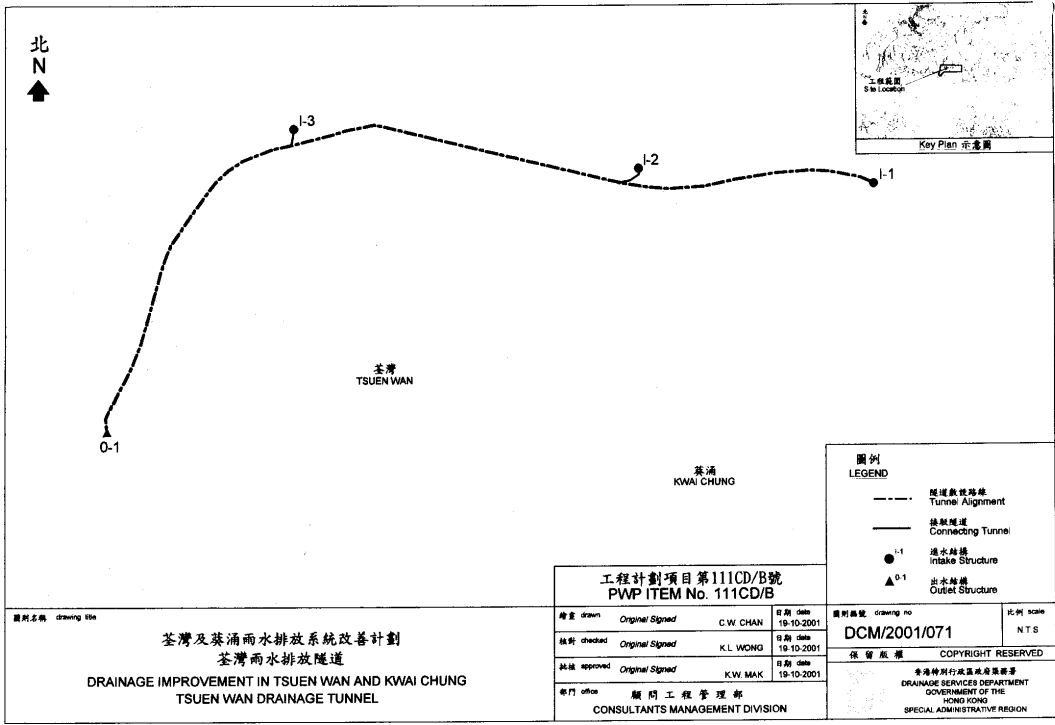 北
N
I-3
I-2
I-1
O-1
荃灣
TSUEN WAN
葵涌
KWAI CHUNG
北
工程範圍
Site Location
Key Plan 示意圖
圖例
LEGEND
隧道敷設路線
Tunnel Alignment
接駁隧道
Connecting Tunnel
I-1
進水結構
Intake Structure
O-1
出水結構
Outlet Structure
工程計劃項目第111CD/B號
PWP ITEM No. 111CD/B
圖則名稱 drawing title
荃灣及葵涌雨水排放系統改善計劃
荃灣雨水排放隧道
DRAINAGE IMPROVEMENT IN TSUEN WAN AND KWAI CHUNG
TSUEN WAN DRAINAGE TUNNEL
繪畫 drawn Original Signed C.W. CHAN 日期 date 19-10-2001
核對 checked Original Signed K.L WONG 日期 date 19-10-2001
批核 approved Original Signed K.W. MAK 日期 date 19-10-2001
部門 office
顧問工程管理部
CONSULTANTS MANAGEMENT DIVISION
圖則編號 drawing no
DCM/2001/071
比例 scale
N T S
保留版權 COPYRIGHT RESERVED
香港特別行政區政府渠務署
DRAINAGE SERVICES DEPARTMENT
GOVERNMENT OF THE
HONG KONG
SPECIAL ADMINISTRATIVE REGION